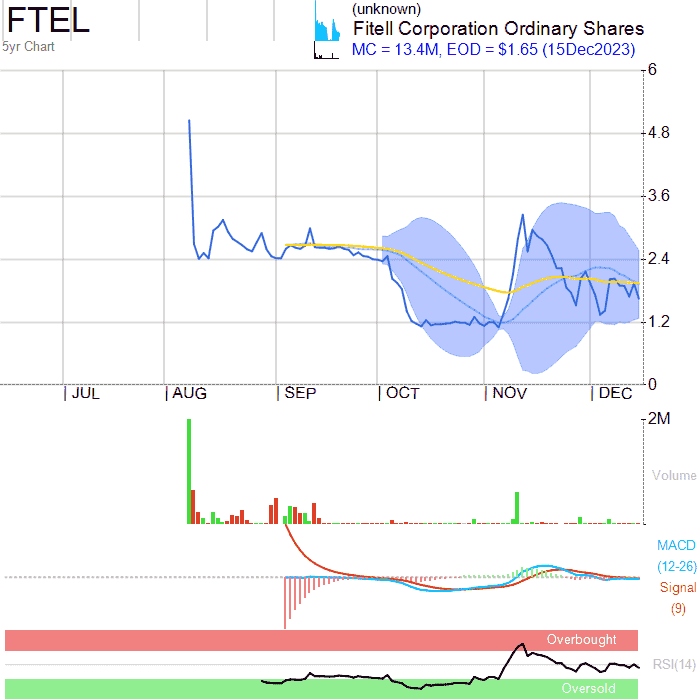 FTEL
5yr Chart
(unknown)
Fitell Corporation Ordinary Shares
MC = 13.4M, EOD = $1.65 (15Dec2023)
6
4.8
3.6
2.4
1.2
0
JUL AUG SEP OCT NOV DEC
2M
Volume
MACD
(12-26)
Signal
(9)
Overbought
RSI(14)
Oversold